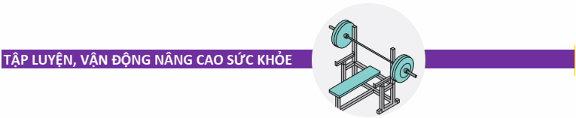 TẬP LUYỆN, VẬN ĐỘNG NÂNG CAO SỨC KHỎE